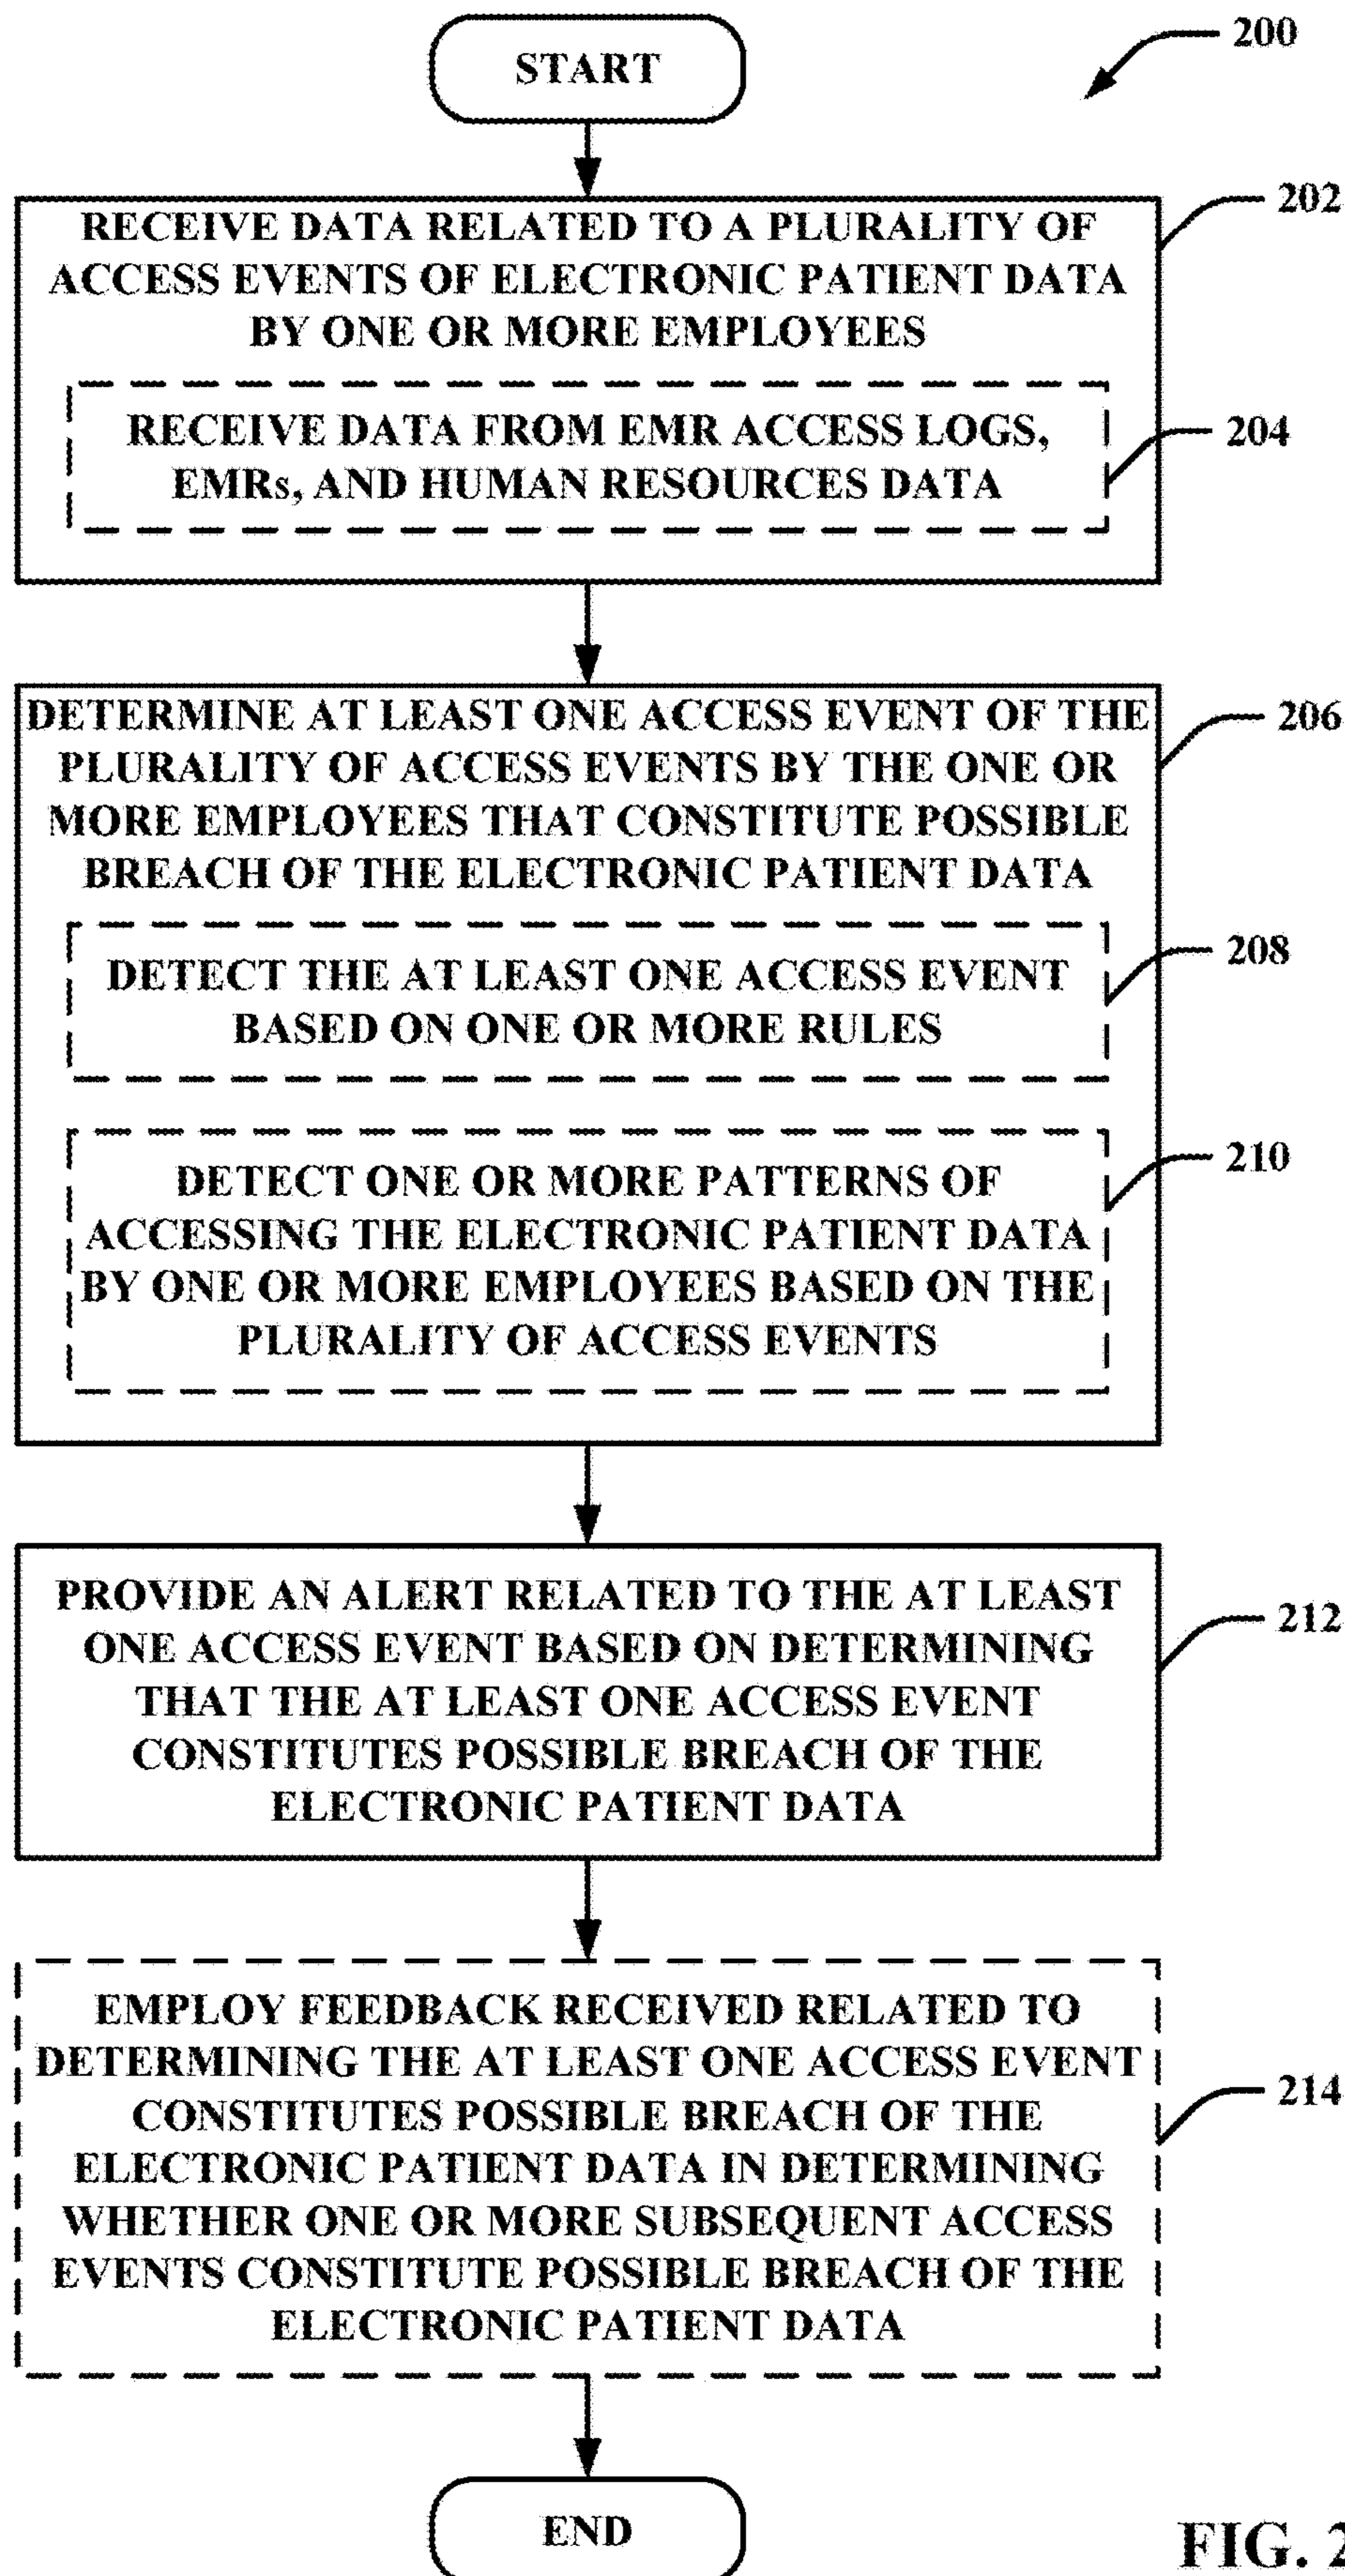 START
200
RECEIVE DATA RELATED TO A PLURALITY OF
ACCESS EVENTS OF ELECTRONIC PATIENT DATA
BY ONE OR MORE EMPLOYEES
202
RECEIVE DATA FROM EMR ACCESS LOGS,
EMRs, AND HUMAN RESOURCES DATA
204
DETERMINE AT LEAST ONE ACCESS EVENT OF THE
PLURALITY OF ACCESS EVENTS BY THE ONE OR
MORE EMPLOYEES THAT CONSTITUTE POSSIBLE
BREACH OF THE ELECTRONIC PATIENT DATA
206
DETECT THE AT LEAST ONE ACCESS EVENT
BASED ON ONE OR MORE RULES
208
DETECT ONE OR MORE PATTERNS OF
ACCESSING THE ELECTRONIC PATIENT DATA
BY ONE OR MORE EMPLOYEES BASED ON THE
PLURALITY OF ACCESS EVENTS
210
PROVIDE AN ALERT RELATED TO THE AT LEAST
ONE ACCESS EVENT BASED ON DETERMINING
THAT THE AT LEAST ONE ACCESS EVENT
CONSTITUTES POSSIBLE BREACH OF THE
ELECTRONIC PATIENT DATA
212
EMPLOY FEEDBACK RECEIVED RELATED TO
DETERMINING THE AT LEAST ONE ACCESS EVENT
CONSTITUTES POSSIBLE BREACH OF THE
ELECTRONIC PATIENT DATA IN DETERMINING
WHETHER ONE OR MORE SUBSEQUENT ACCESS
EVENTS CONSTITUTE POSSIBLE BREACH OF THE
ELECTRONIC PATIENT DATA
214
END
FIG. 2